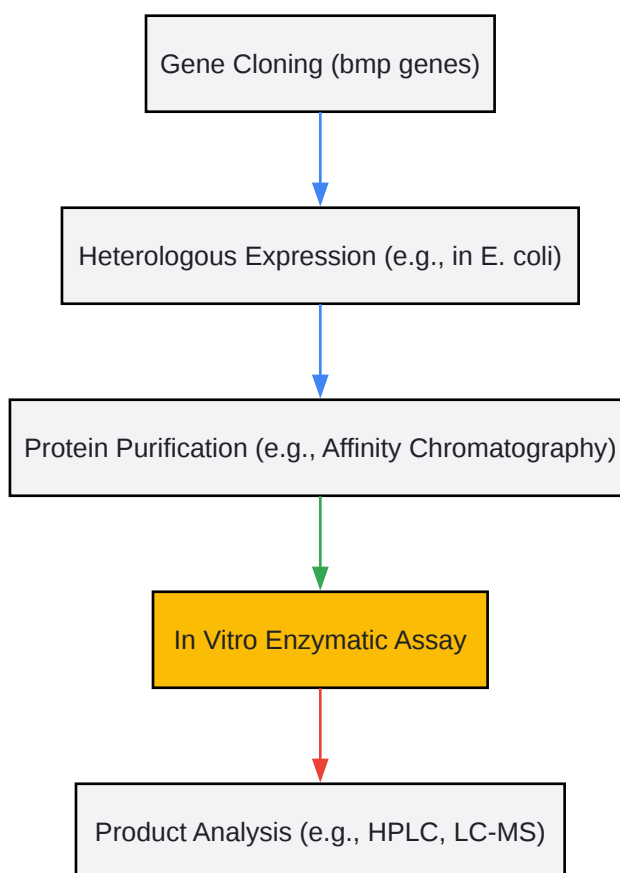 Gene Cloning (bmp genes)
Heterologous Expression (e.g., in E. coli)
Protein Purification (e.g., Affinity Chromatography)
In Vitro Enzymatic Assay
Product Analysis (e.g., HPLC, LC-MS)